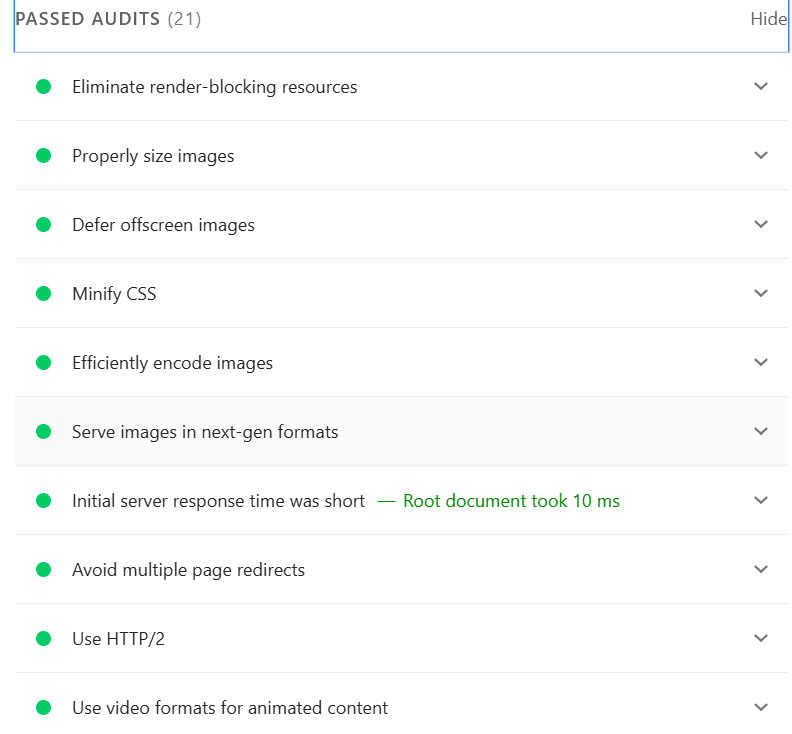 PASSED AUDITS (21) Hide
Eliminate render-blocking resources
Properly size images
Defer offscreen images
Minify CSS
Efficiently encode images
Serve images in next-gen formats
Initial server response time was short — Root document took 10 ms
Avoid multiple page redirects
Use HTTP/2
Use video formats for animated content